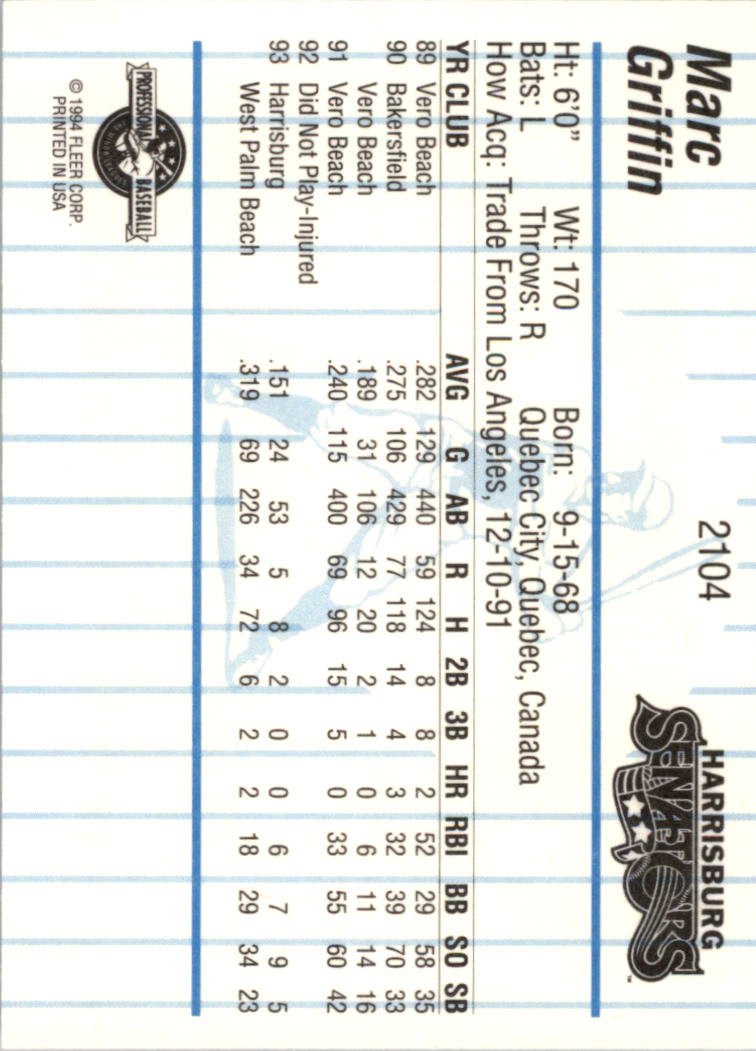 Marc
Griffin
2104
HARRISBURG
SENATORS
™
Ht: 6'0" Wt: 170 Born: 9-15-68
Bats: L Throws: R Quebec City, Quebec, Canada
How Acq: Trade From Los Angeles, 12-10-91
YR CLUB AVG G AB R H 2B 3B HR RBI BB SO SB
89 Vero Beach .282 129 440 59 124 8 8 2 52 29 58 35
90 Bakersfield .275 106 429 77 118 14 4 3 32 39 70 33
Vero Beach .189 31 106 12 20 2 1 0 6 11 14 16
91 Vero Beach .240 115 400 69 96 15 5 0 33 55 60 42
92 Did Not Play-Injured
93 Harrisburg .151 24 53 5 8 2 0 0 6 7 9 5
West Palm Beach .319 69 226 34 72 6 2 2 18 29 34 23
PROFESSIONAL BASEBALL
© 1994 FLEER CORP.
PRINTED IN USA